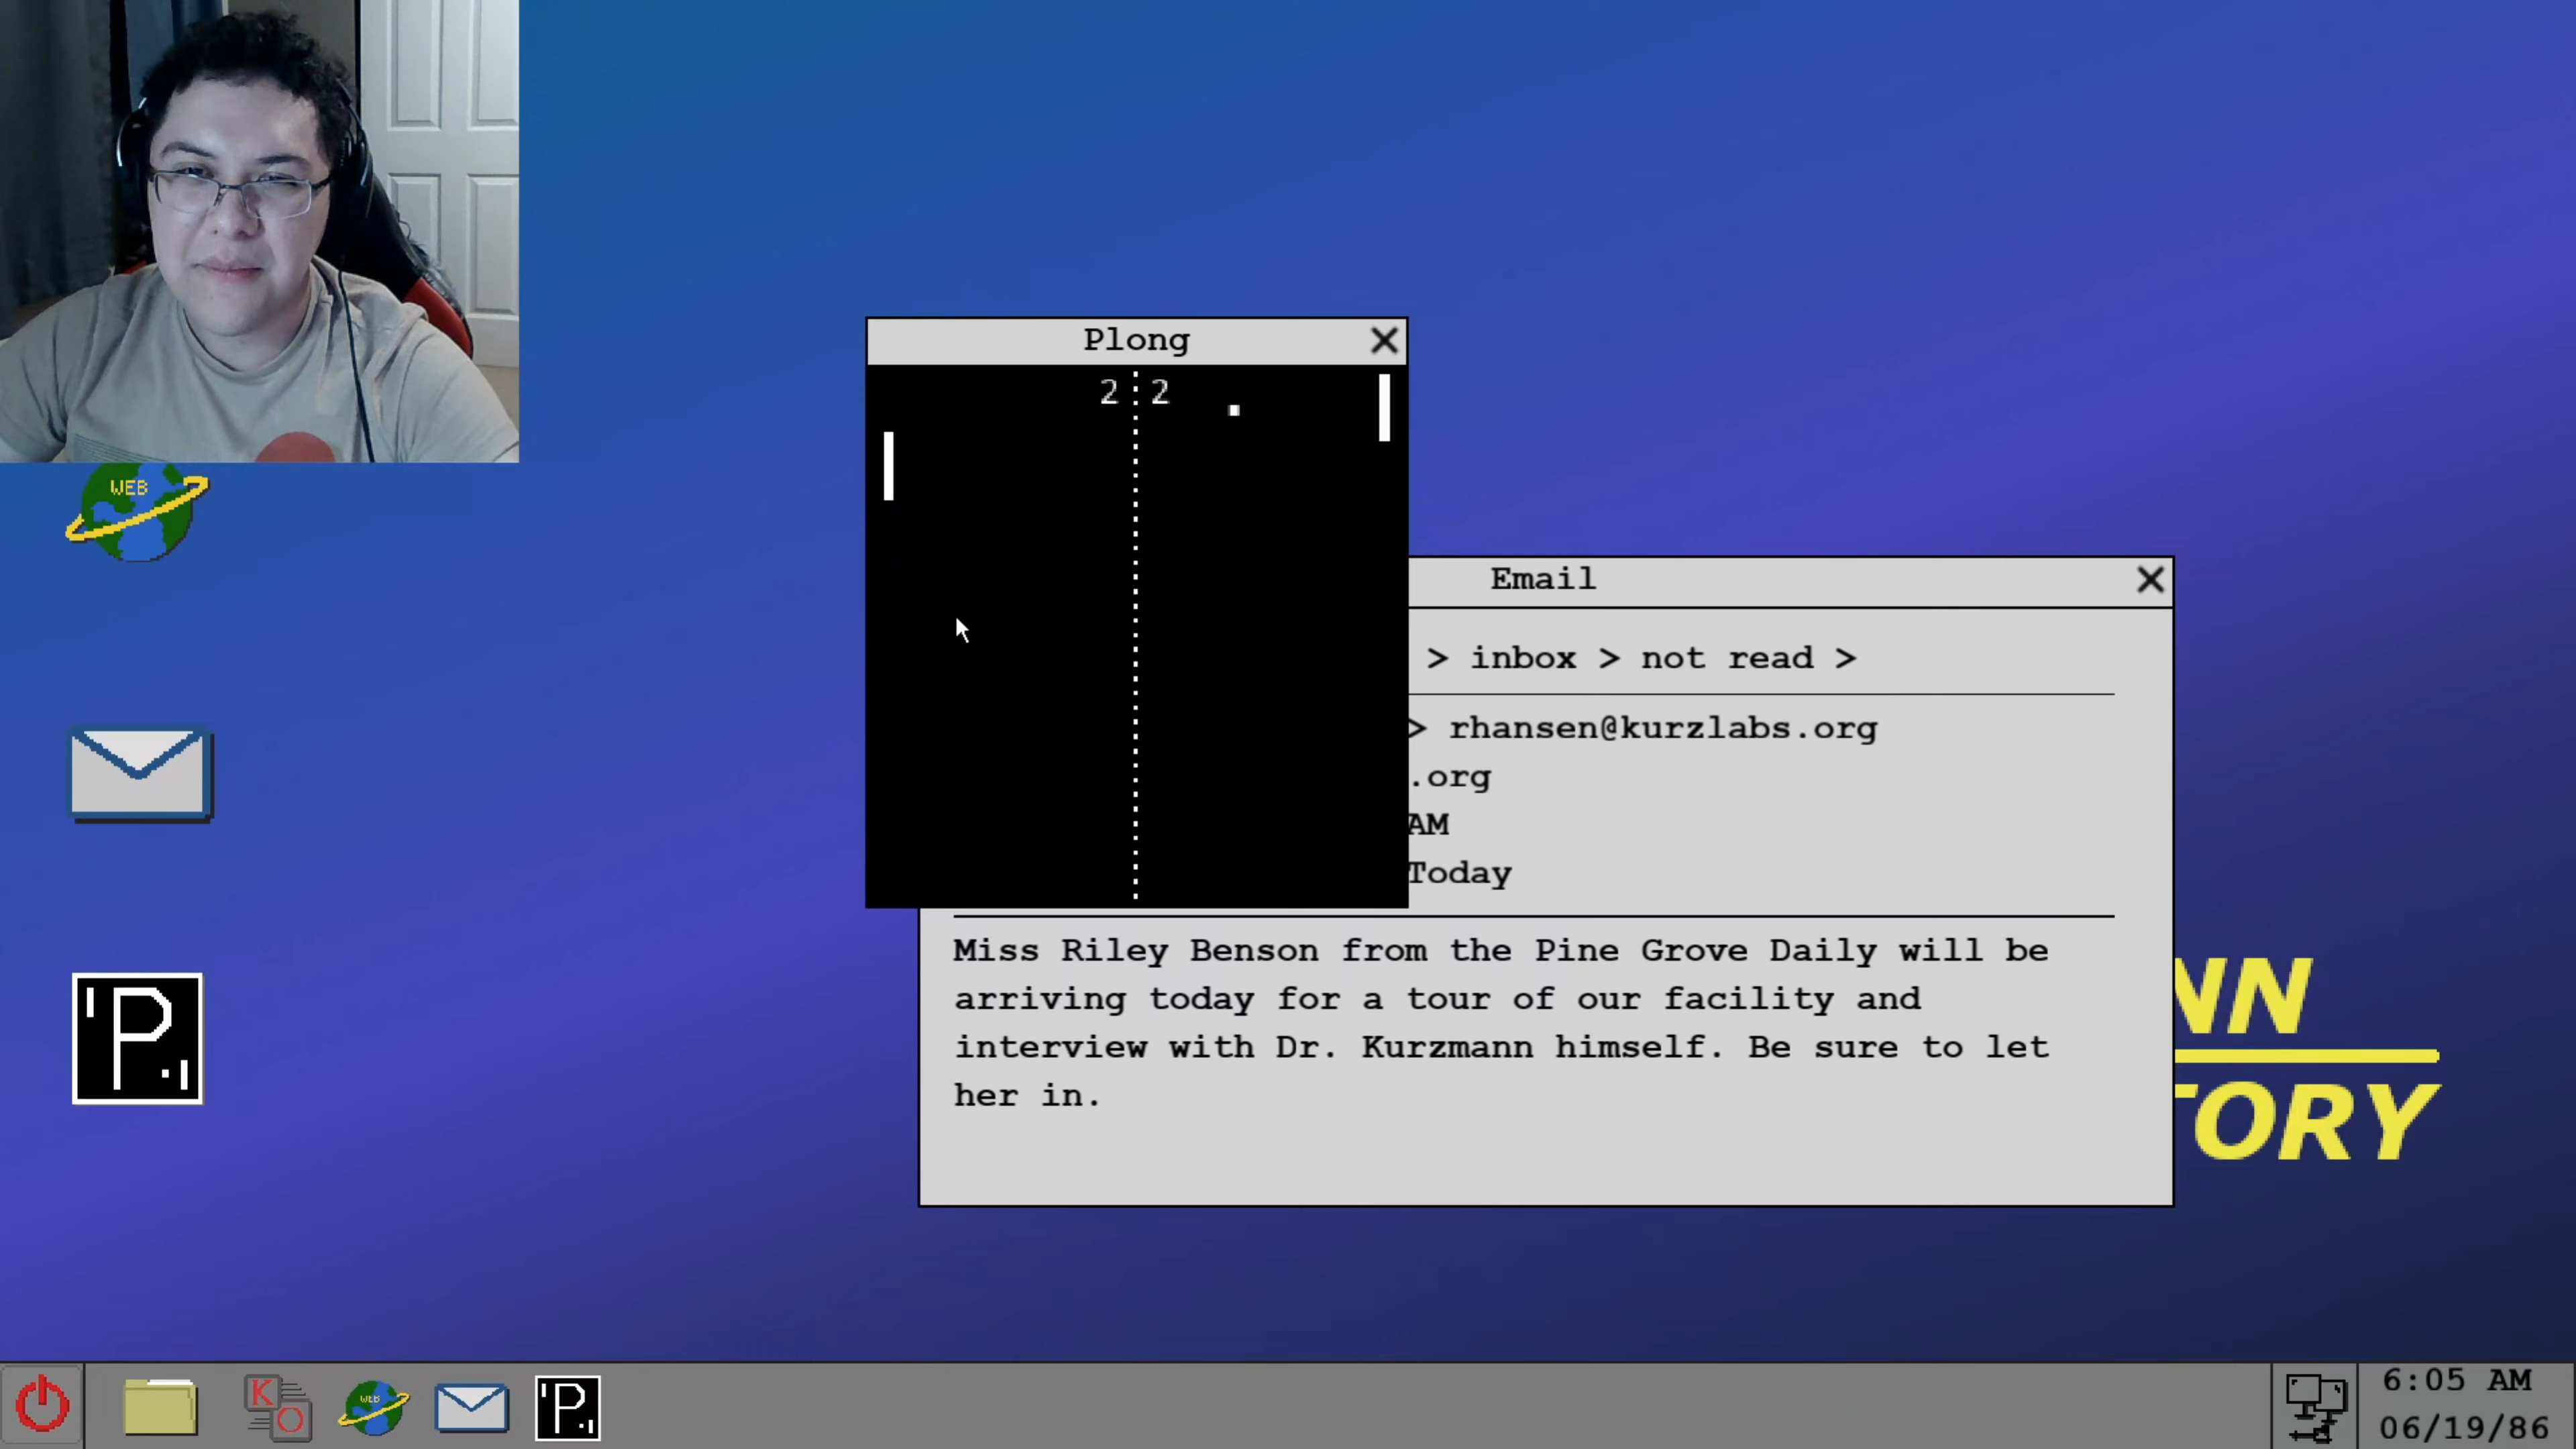 Plong
2 2
WEB
Email
> inbox > not read >
> rhansen@kurzlabs.org
.org
AM
Today
Miss Riley Benson from the Pine Grove Daily will be
arriving today for a tour of our facility and
interview with Dr. Kurzmann himself. Be sure to let
her in.
NN
TORY
P
K
O
WEB
P
6:05 AM
06/19/86